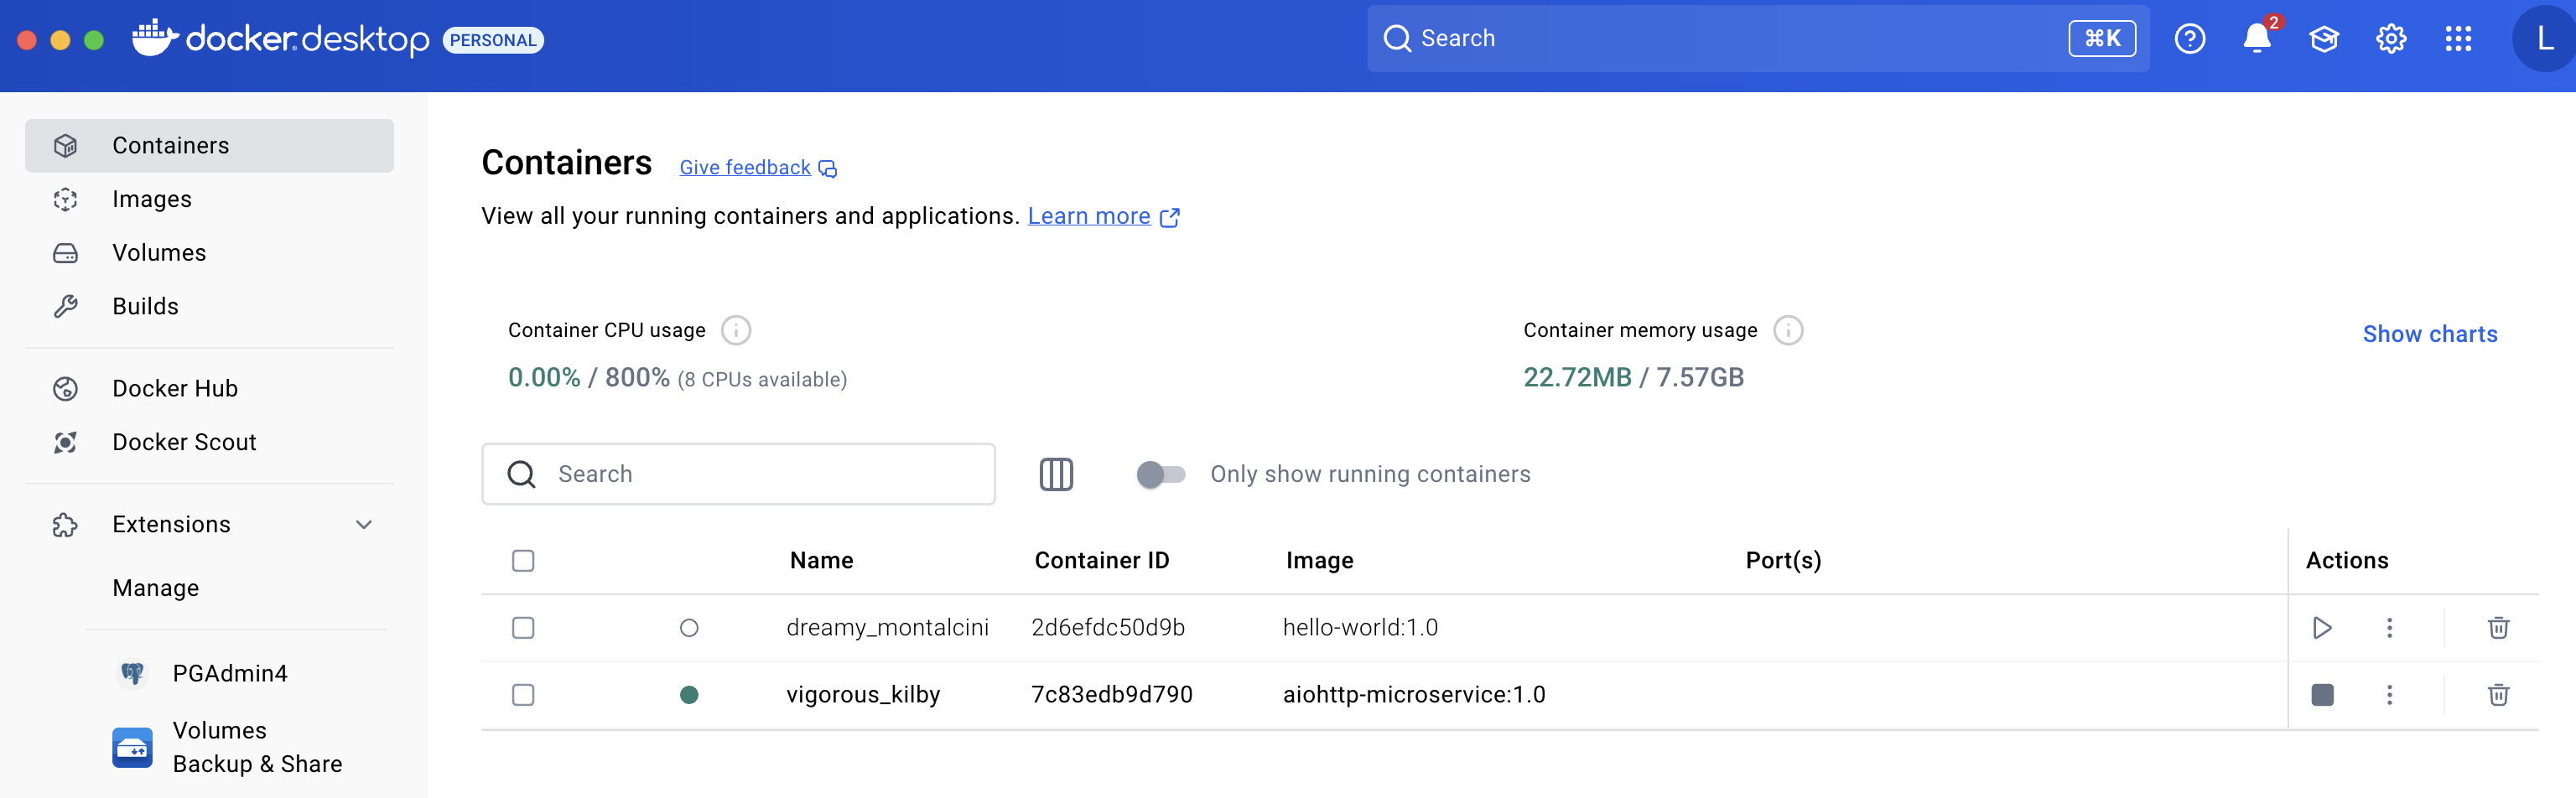 docker.desktop PERSONAL Search ⌘K 2 L
Containers
Images
Volumes
Builds
Docker Hub
Docker Scout
Extensions
Manage
PGAdmin4
Volumes
Backup & Share
Containers Give feedback
View all your running containers and applications. Learn more
Container CPU usage Container memory usage Show charts
0.00% / 800% (8 CPUs available) 22.72MB / 7.57GB
Search Only show running containers
Name Container ID Image Port(s) Actions
dreamy_montalcini 2d6efdc50d9b hello-world:1.0
vigorous_kilby 7c83edb9d790 aiohttp-microservice:1.0